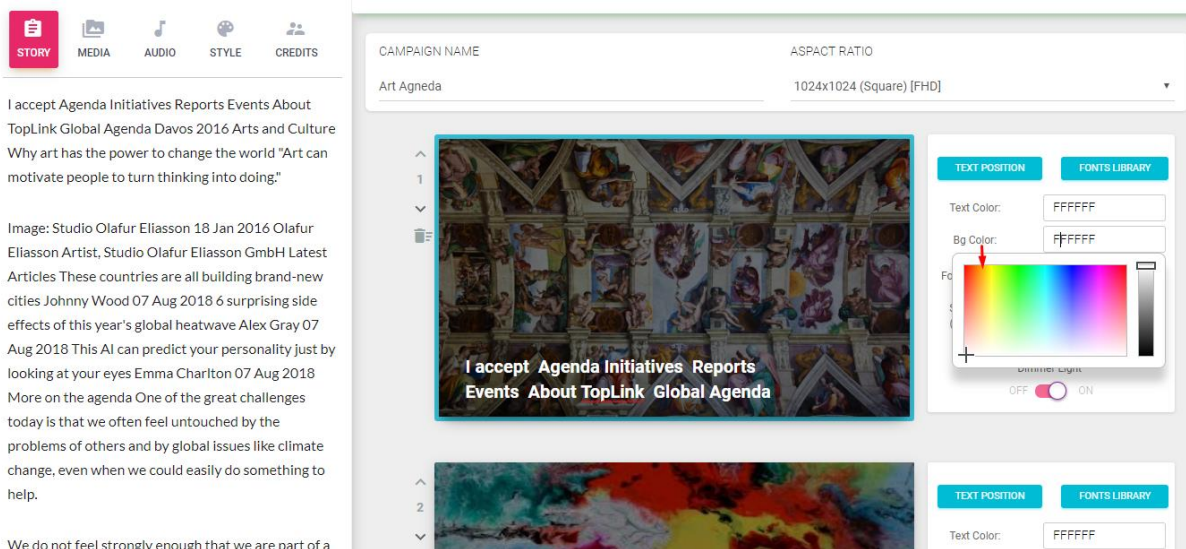 STORY
MEDIA
AUDIO
STYLE
CREDITS
I accept Agenda Initiatives Reports Events About
TopLink Global Agenda Davos 2016 Arts and Culture
Why art has the power to change the world "Art can
motivate people to turn thinking into doing."
Image: Studio Olafur Eliasson 18 Jan 2016 Olafur
Eliasson Artist, Studio Olafur Eliasson GmbH Latest
Articles These countries are all building brand-new
cities Johnny Wood 07 Aug 2018 6 surprising side
effects of this year's global heatwave Alex Gray 07
Aug 2018 This AI can predict your personality just by
looking at your eyes Emma Charlton 07 Aug 2018
More on the agenda One of the great challenges
today is that we often feel untouched by the
problems of others and by global issues like climate
change, even when we could easily do something to
help.
We do not feel strongly enough that we are part of a
CAMPAIGN NAME
Art Agneda
ASPACT RATIO
1024x1024 (Square) [FHD]
1
I accept Agenda Initiatives Reports
Events About TopLink Global Agenda
TEXT POSITION
FONTS LIBRARY
Text Color:
FFFFFF
Bg Color:
FFFFFF
Dimmer Light
OFF
ON
2
TEXT POSITION
FONTS LIBRARY
Text Color:
FFFFFF